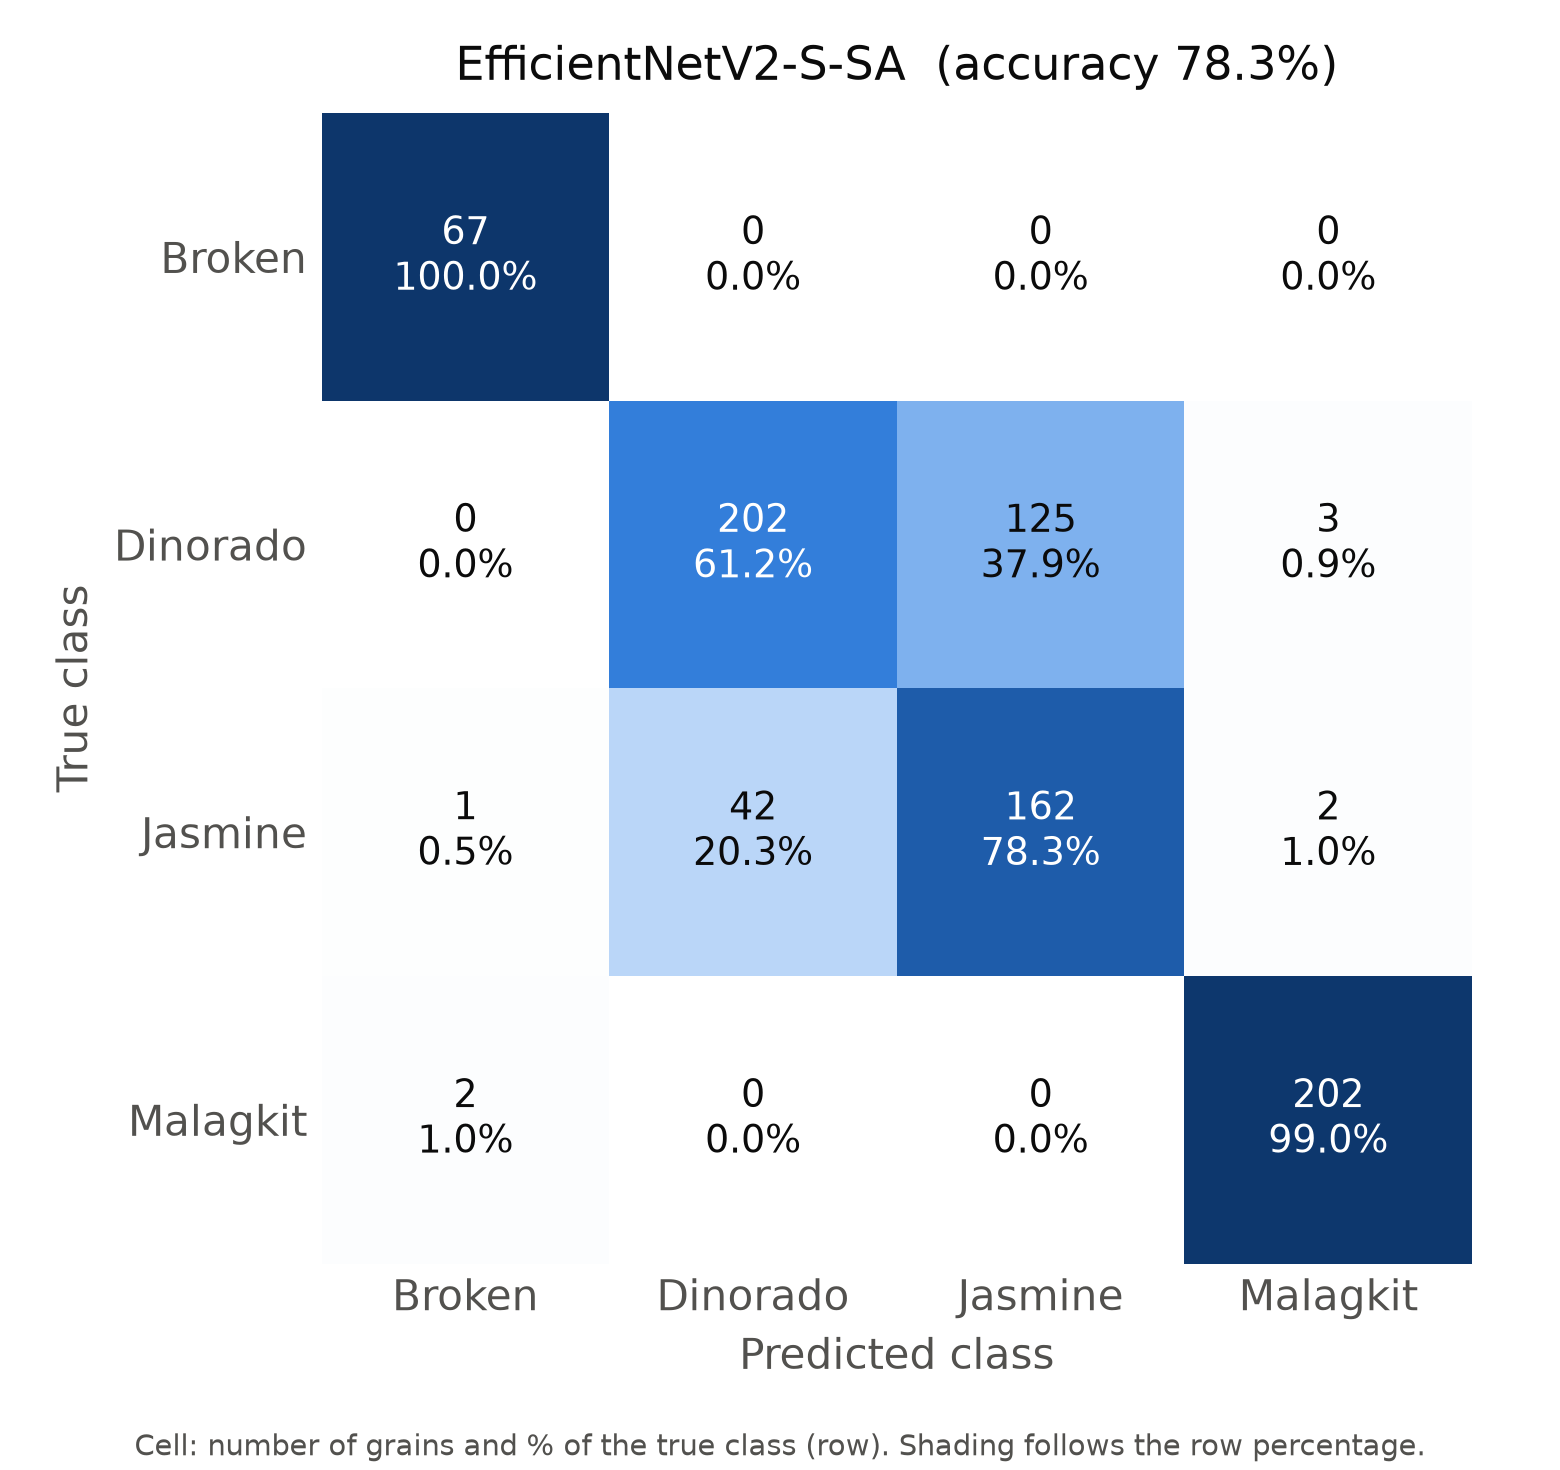 EfficientNetV2-S-SA (accuracy 78.3%)
Broken
67
100.0%
0
0.0%
0
0.0%
0
0.0%
Dinorado
0
0.0%
202
61.2%
125
37.9%
3
0.9%
Jasmine
1
0.5%
42
20.3%
162
78.3%
2
1.0%
Malagkit
2
1.0%
0
0.0%
0
0.0%
202
99.0%
True class
Broken
Dinorado
Jasmine
Malagkit
Predicted class
Cell: number of grains and % of the true class (row). Shading follows the row percentage.